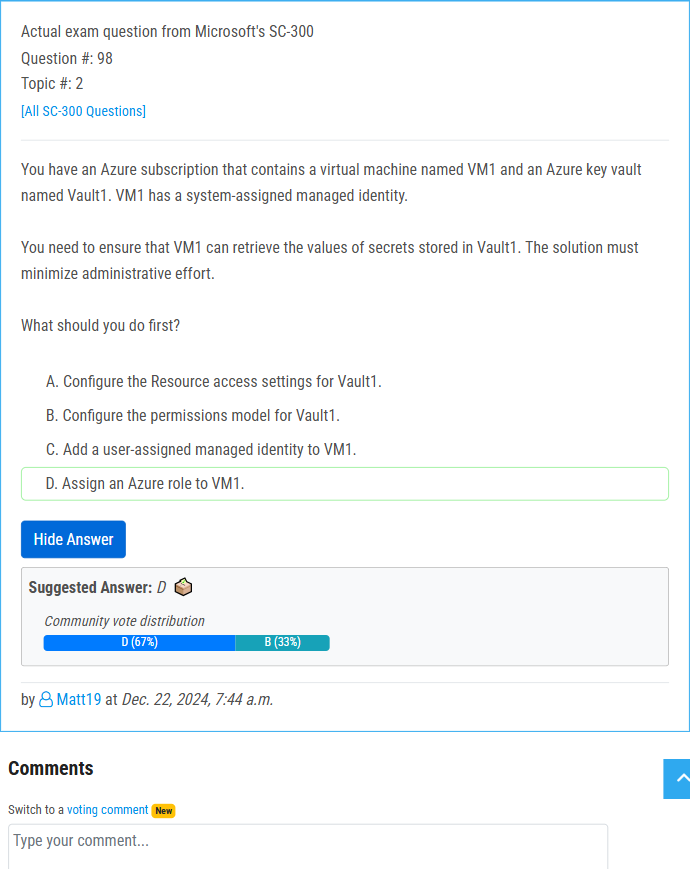 Actual exam question from Microsoft's SC-300
Question #: 98
Topic #: 2
[All SC-300 Questions]
You have an Azure subscription that contains a virtual machine named VM1 and an Azure key vault
named Vault1. VM1 has a system-assigned managed identity.
You need to ensure that VM1 can retrieve the values of secrets stored in Vault1. The solution must
minimize administrative effort.
What should you do first?
A. Configure the Resource access settings for Vault1.
B. Configure the permissions model for Vault1.
C. Add a user-assigned managed identity to VM1.
D. Assign an Azure role to VM1.
Hide Answer
Suggested Answer: D
Community vote distribution
D (67%) B (33%)
by Matt19 at Dec. 22, 2024, 7:44 a.m.
Comments
Switch to a voting comment New
Type your comment...